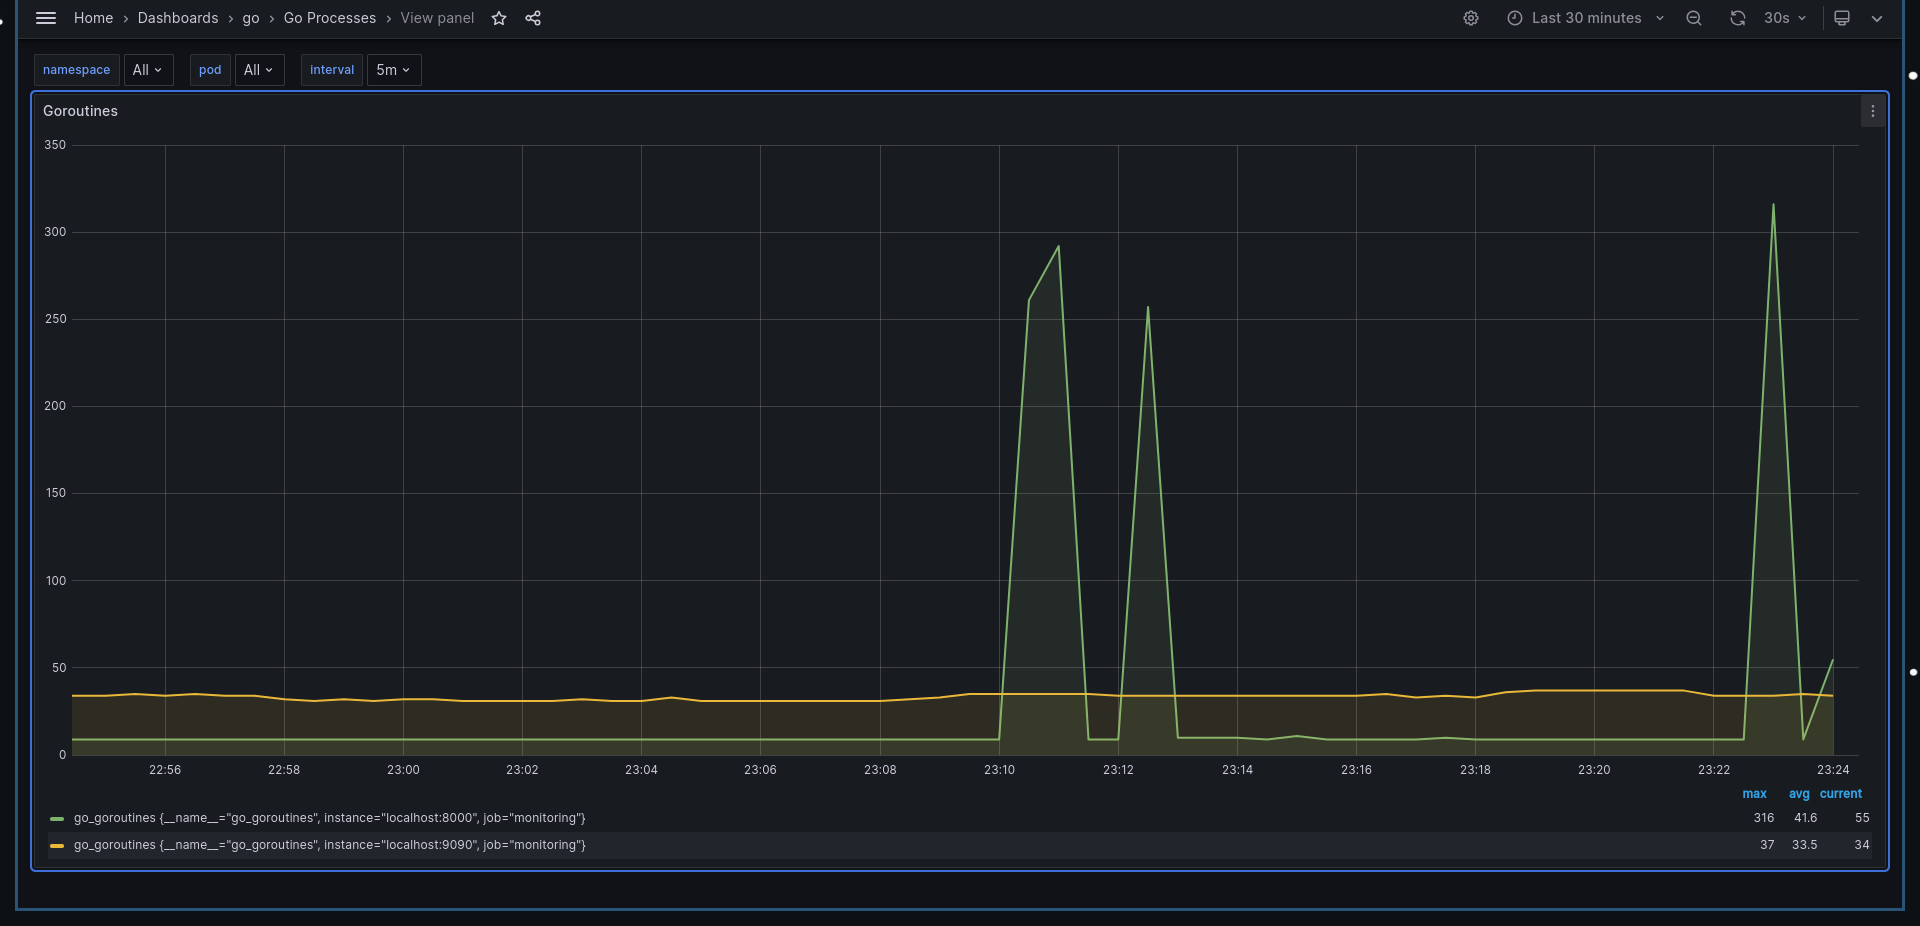 Home > Dashboards > go > Go Processes > View panel
Last 30 minutes
30s
namespace All pod All interval 5m
Goroutines
350
300
250
200
150
100
50
0
22:56 22:58 23:00 23:02 23:04 23:06 23:08 23:10 23:12 23:14 23:16 23:18 23:20 23:22 23:24
max avg current
go_goroutines {__name__="go_goroutines", instance="localhost:8000", job="monitoring"} 316 41.6 55
go_goroutines {__name__="go_goroutines", instance="localhost:9090", job="monitoring"} 37 33.5 34